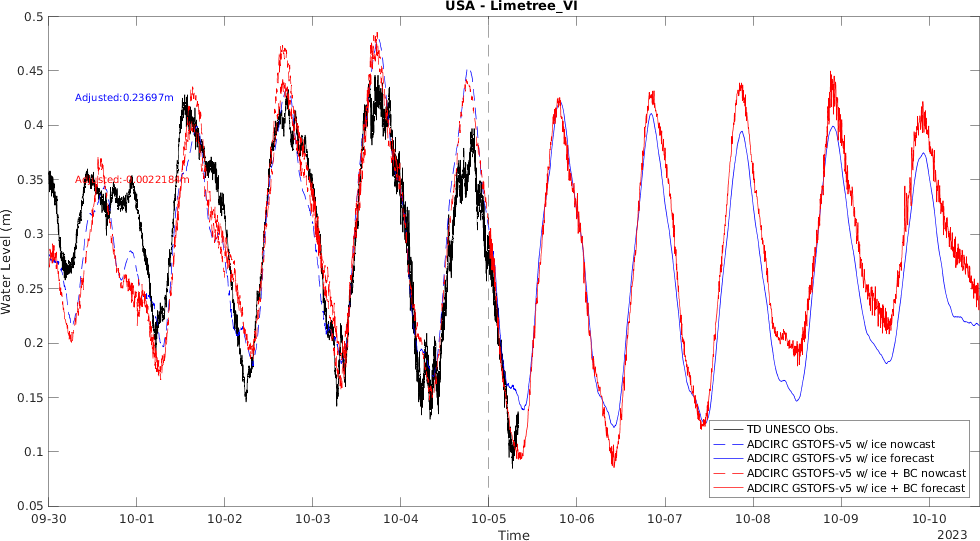 USA - Limetree_VI
0.5
0.45
Adjusted:0.23697m
0.4
0.35
Adjusted:-0.0022184m
0.3
Water Level (m)
0.25
0.2
0.15
0.1
0.05
TD UNESCO Obs.
ADCIRC GSTOFS-v5 w/ ice nowcast
ADCIRC GSTOFS-v5 w/ ice forecast
ADCIRC GSTOFS-v5 w/ ice + BC nowcast
ADCIRC GSTOFS-v5 w/ ice + BC forecast
09-30 10-01 10-02 10-03 10-04 10-05 10-06 10-07 10-08 10-09 10-10
Time
2023